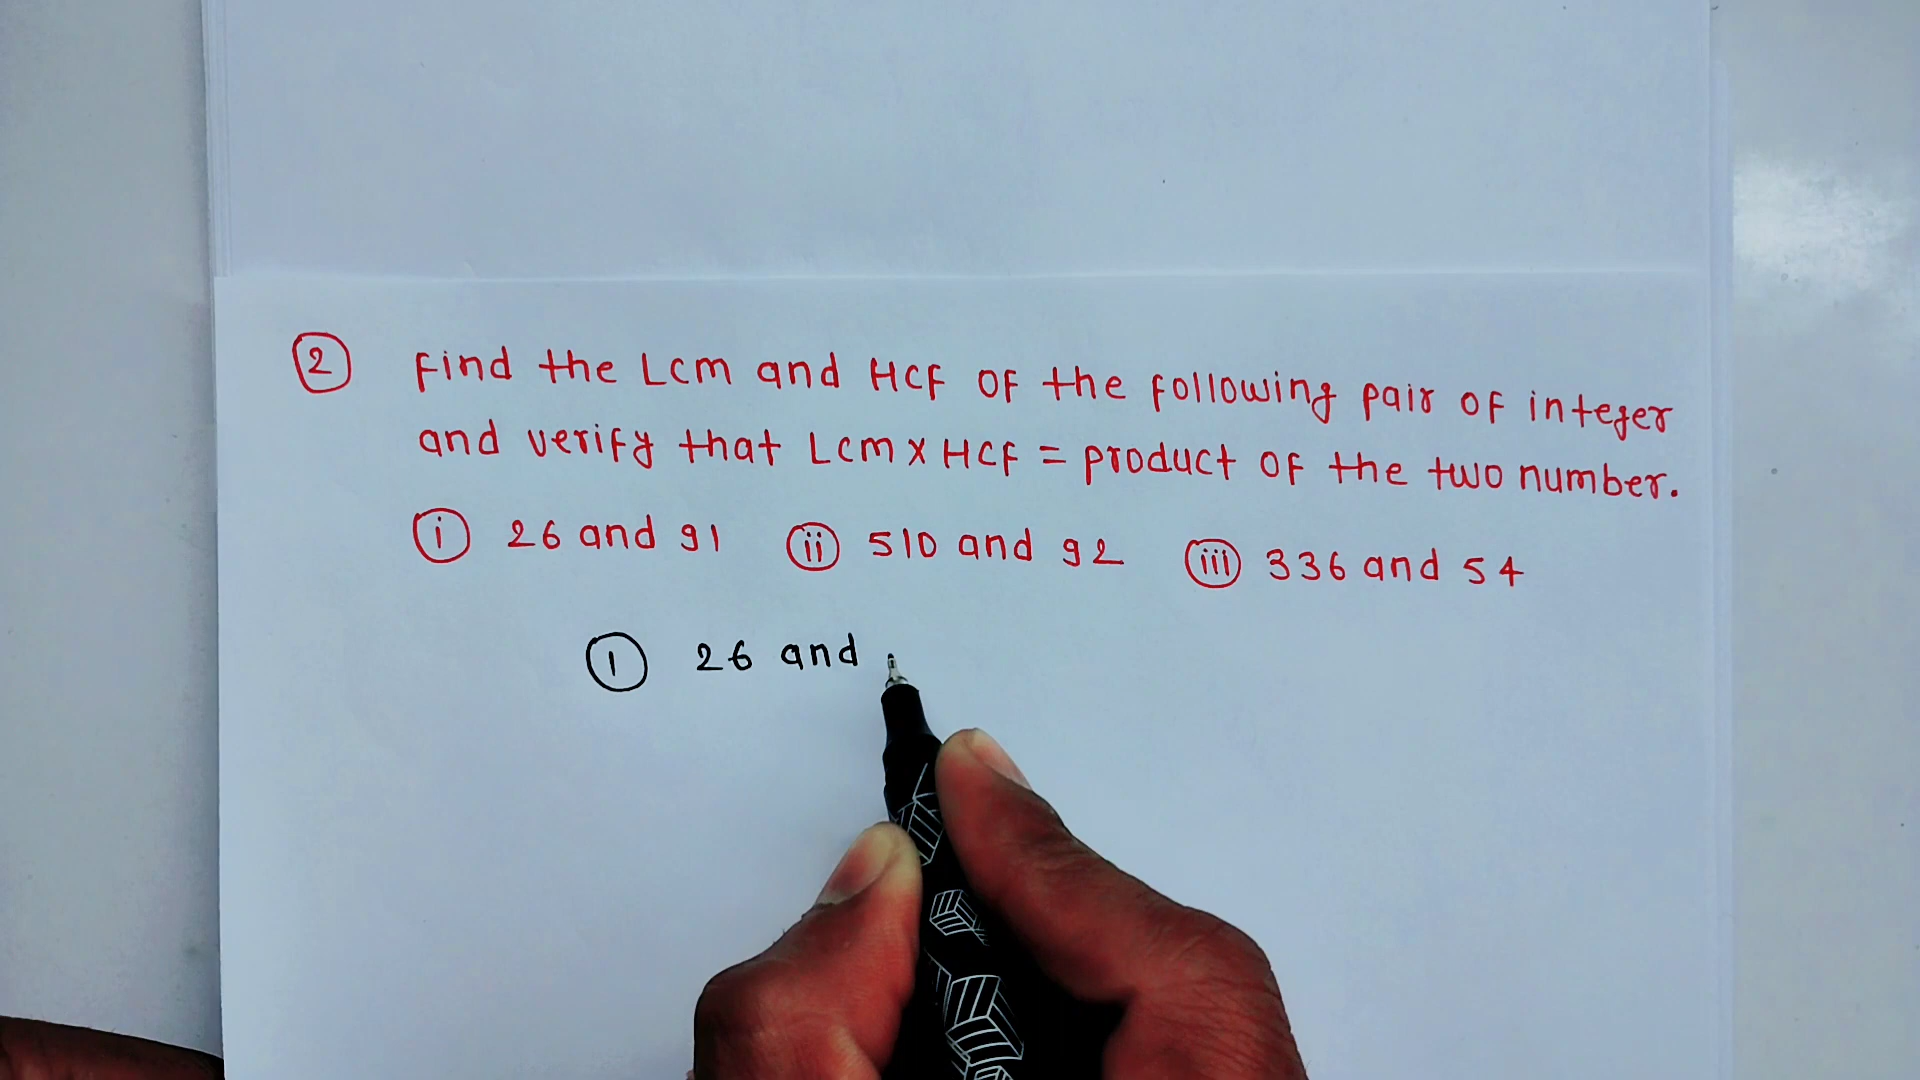 2 Find the Lcm and HCF OF the following pair of integer
and verify that Lcm x HCF = product of the two number.
i 26 and 91 ii 510 and 92 iii 336 and 54
i 26 and